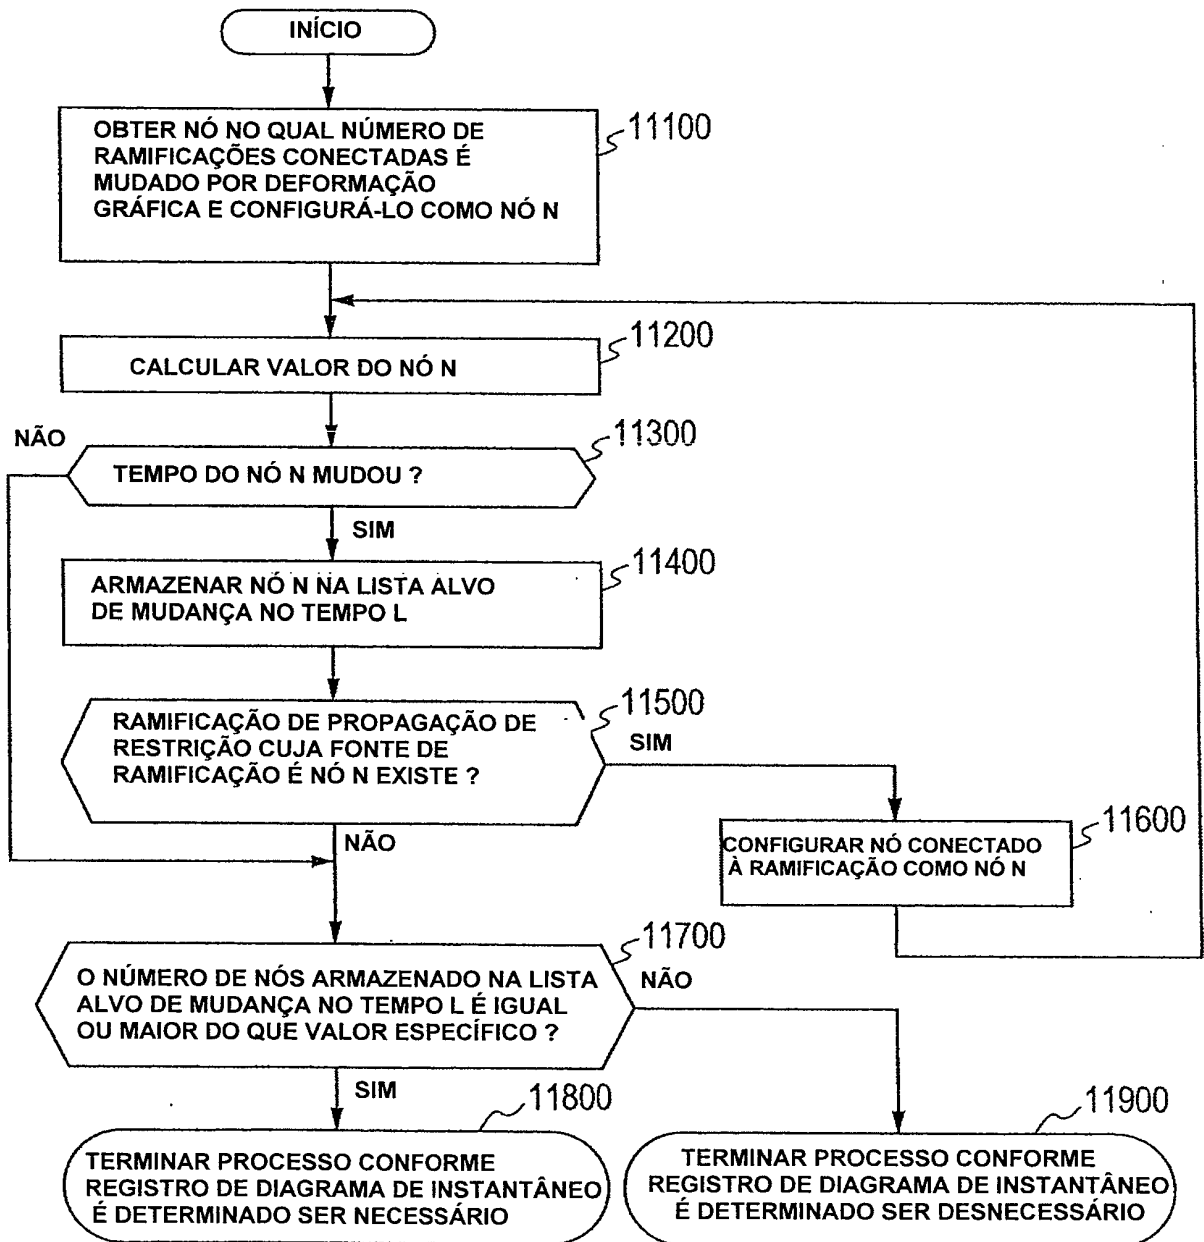 INÍCIO
OBTER NÓ NO QUAL NÚMERO DE
RAMIFICAÇÕES CONECTADAS É
MUDADO POR DEFORMAÇÃO
GRÁFICA E CONFIGURÁ-LO COMO NÓ N
11100
11200
CALCULAR VALOR DO NÓ N
NÃO
11300
TEMPO DO NÓ N MUDOU ?
SIM
11400
ARMAZENAR NÓ N NA LISTA ALVO
DE MUDANÇA NO TEMPO L
11500
RAMIFICAÇÃO DE PROPAGAÇÃO DE
RESTRIÇÃO CUJA FONTE DE
RAMIFICAÇÃO É NÓ N EXISTE ?
SIM
NÃO
11600
CONFIGURAR NÓ CONECTADO
À RAMIFICAÇÃO COMO NÓ N
11700
O NÚMERO DE NÓS ARMAZENADO NA LISTA
ALVO DE MUDANÇA NO TEMPO L É IGUAL
OU MAIOR DO QUE VALOR ESPECÍFICO ?
NÃO
SIM
11800
TERMINAR PROCESSO CONFORME
REGISTRO DE DIAGRAMA DE INSTANTÂNEO
É DETERMINADO SER NECESSÁRIO
11900
TERMINAR PROCESSO CONFORME
REGISTRO DE DIAGRAMA DE INSTANTÂNEO
É DETERMINADO SER DESNECESSÁRIO